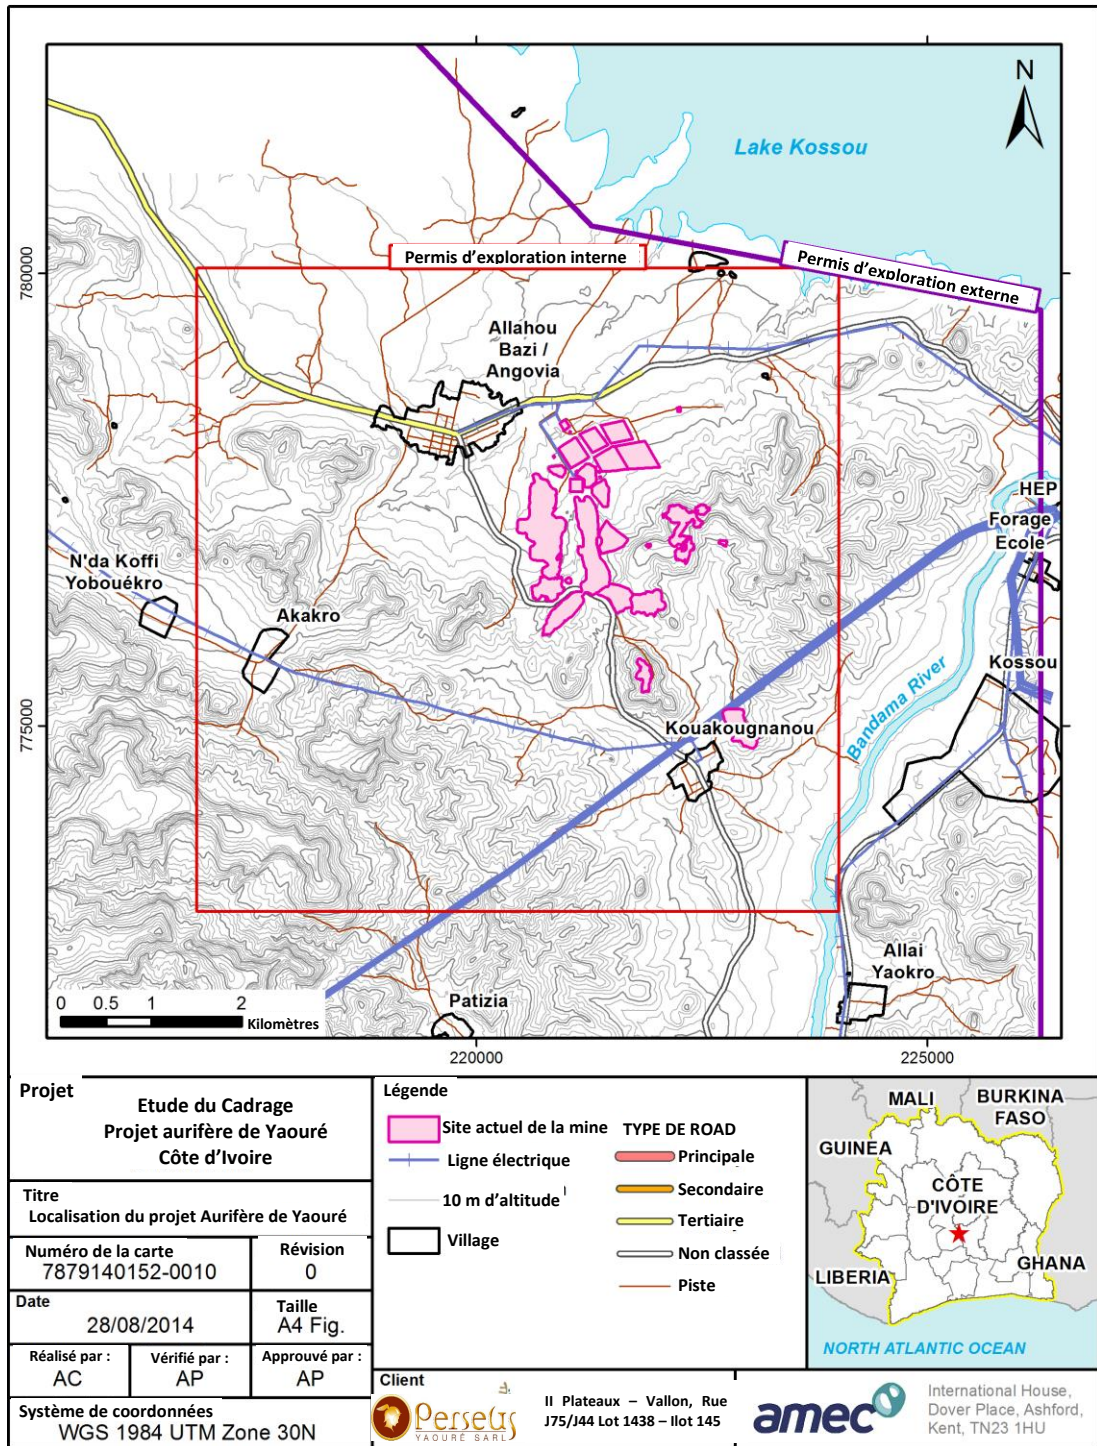 N
Lake Kossou
780000
Permis d'exploration interne
Permis d'exploration externe
Allahou
Bazi /
Angovia
HEP
Forage
Ecole
N'da Koffi
Yobouékro
Akakro
Kossou
Bandama River
775000
Kouakougnanou
Allai
Yaokro
Patizia
0 0.5 1 2
Kilomètres
220000
225000
Projet
Etude du Cadrage
Projet aurifère de Yaouré
Côte d'Ivoire
Titre
Localisation du projet Aurifère de Yaouré
Numéro de la carte
7879140152-0010
Révision
0
Date
28/08/2014
Taille
A4 Fig.
Réalisé par :
AC
Vérifié par :
AP
Approuvé par :
AP
Système de coordonnées
WGS 1984 UTM Zone 30N
Légende
Site actuel de la mine
Ligne électrique
10 m d'altitude
Village
TYPE DE ROAD
Principale
Secondaire
Tertiaire
Non classée
Piste
MALI
BURKINA
FASO
GUINEA
CÔTE
D'IVOIRE
LIBERIA
GHANA
NORTH ATLANTIC OCEAN
Client
Perseus
YAOURÉ SARL
II Plateaux – Vallon, Rue
J75/J44 Lot 1438 – Ilot 145
amec
International House,
Dover Place, Ashford,
Kent, TN23 1HU